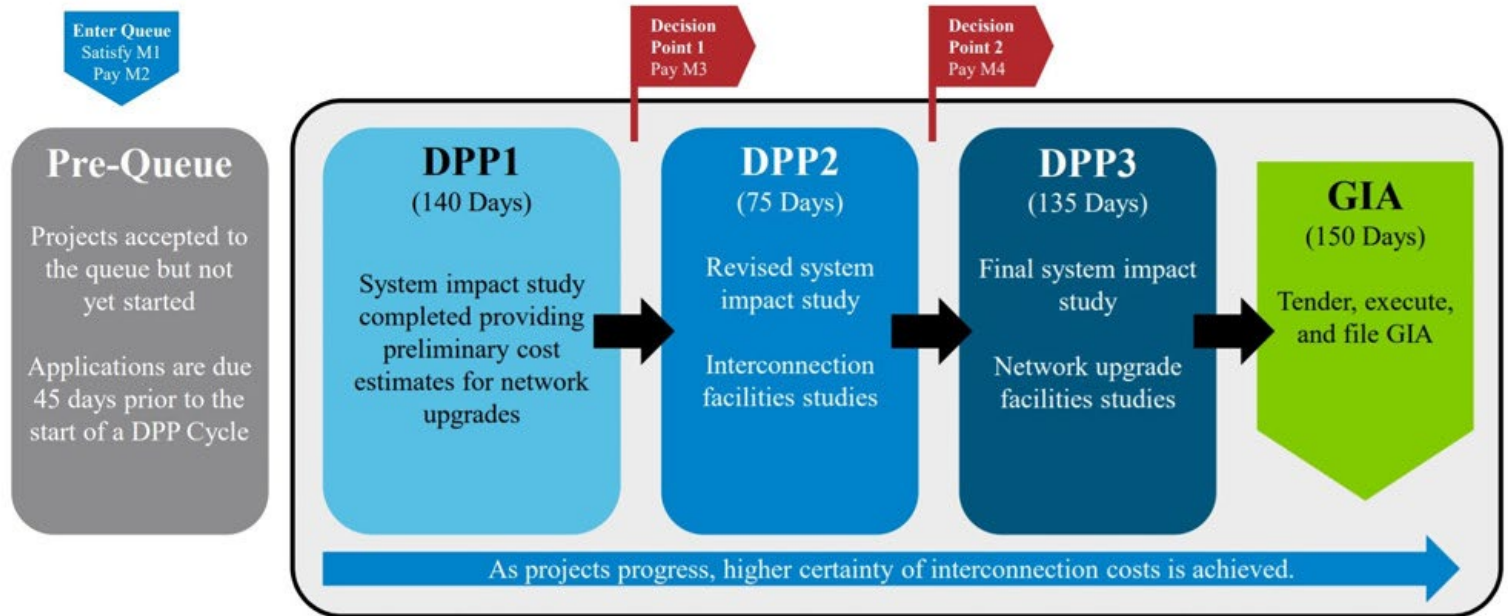 Enter Queue
Satisfy M1
Pay M2
Decision
Point 1
Pay M3
Decision
Point 2
Pay M4
Pre-Queue
Projects accepted to
the queue but not
yet started
Applications are due
45 days prior to the
start of a DPP Cycle
DPP1
(140 Days)
System impact study
completed providing
preliminary cost
estimates for network
upgrades
DPP2
(75 Days)
Revised system
impact study
Interconnection
facilities studies
DPP3
(135 Days)
Final system impact
study
Network upgrade
facilities studies
GIA
(150 Days)
Tender, execute,
and file GIA
As projects progress, higher certainty of interconnection costs is achieved.